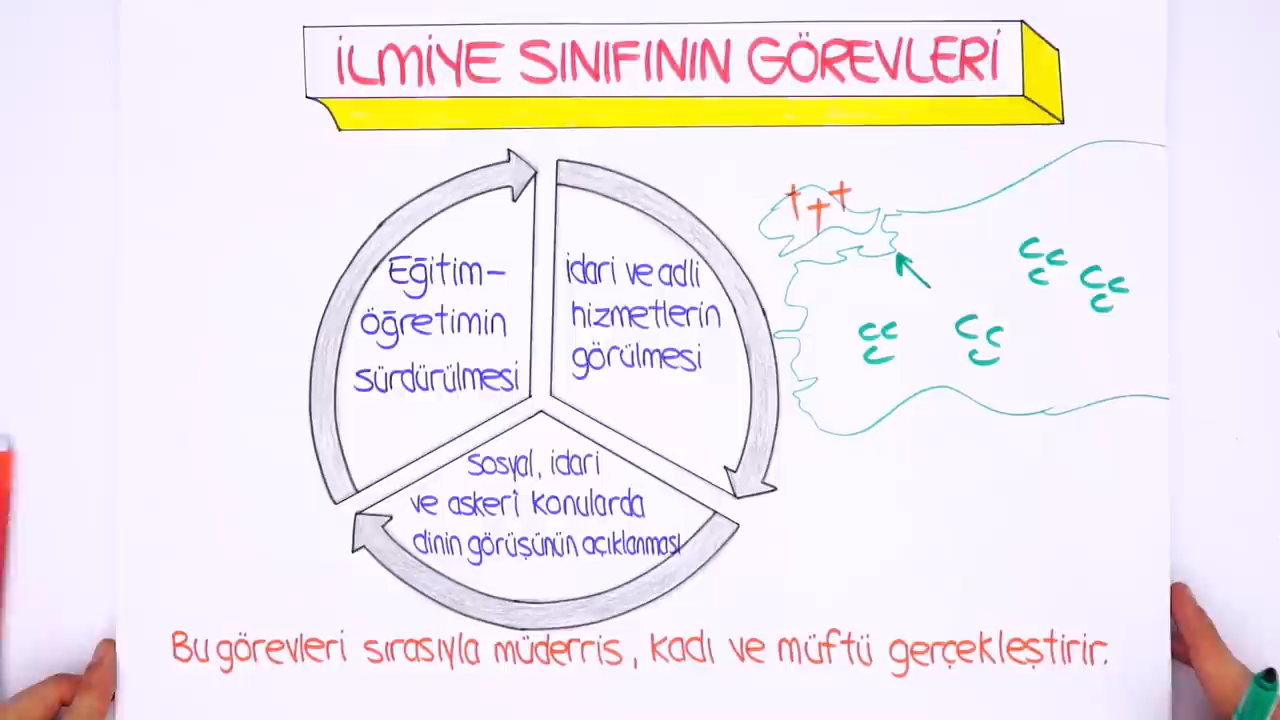 İLMİYE SINIFININ GÖREVLERİ
Eğitim-
öğretimin
sürdürülmesi
idari ve adli
hizmetlerin
görülmesi
Sosyal, idari
ve askerî konularda
dinin görüşünün açıklanması
Bu görevleri sırasıyla müderris, kadı ve müftü gerçekleştirir.